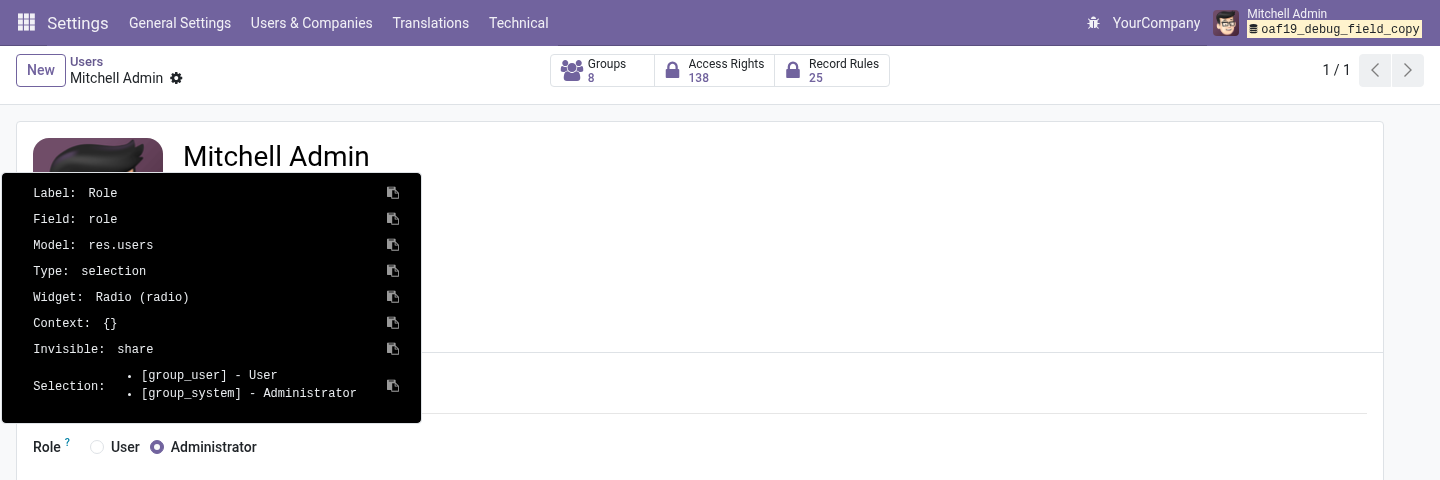 Settings General Settings Users & Companies Translations Technical YourCompany Mitchell Admin
oaf19_debug_field_copy
New Users
Mitchell Admin
Groups
8
Access Rights
138
Record Rules
25
1 / 1
Mitchell Admin
Label: Role
Field: role
Model: res.users
Type: selection
Widget: Radio (radio)
Context: {}
Invisible: share
Selection:
• [group_user] - User
• [group_system] - Administrator
Role ? User Administrator